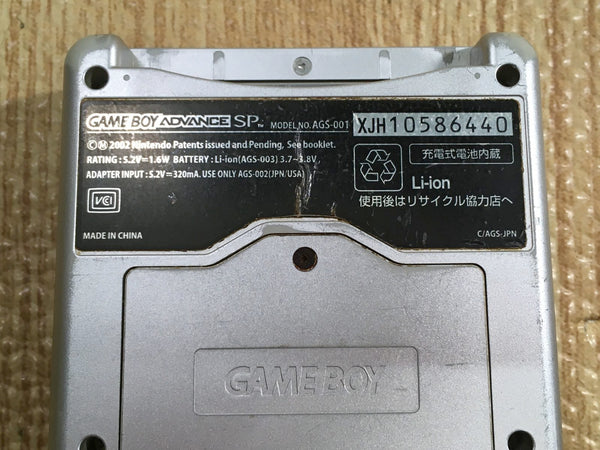 GAME BOY ADVANCE SP™ MODEL NO. AGS-001 XJH10586440
©Ⓜ 2002 Nintendo Patents issued and Pending, See booklet.
RATING : 5.2V⎓1.6W BATTERY : Li-ion(AGS-003) 3.7⎓3.8V
ADAPTER INPUT : 5.2V⎓320mA. USE ONLY AGS-002(JPN/USA)
VCI
MADE IN CHINA
充電式電池内蔵
Li-ion
使用後はリサイクル協力店へ
C/AGS-JPN
GAME BOY